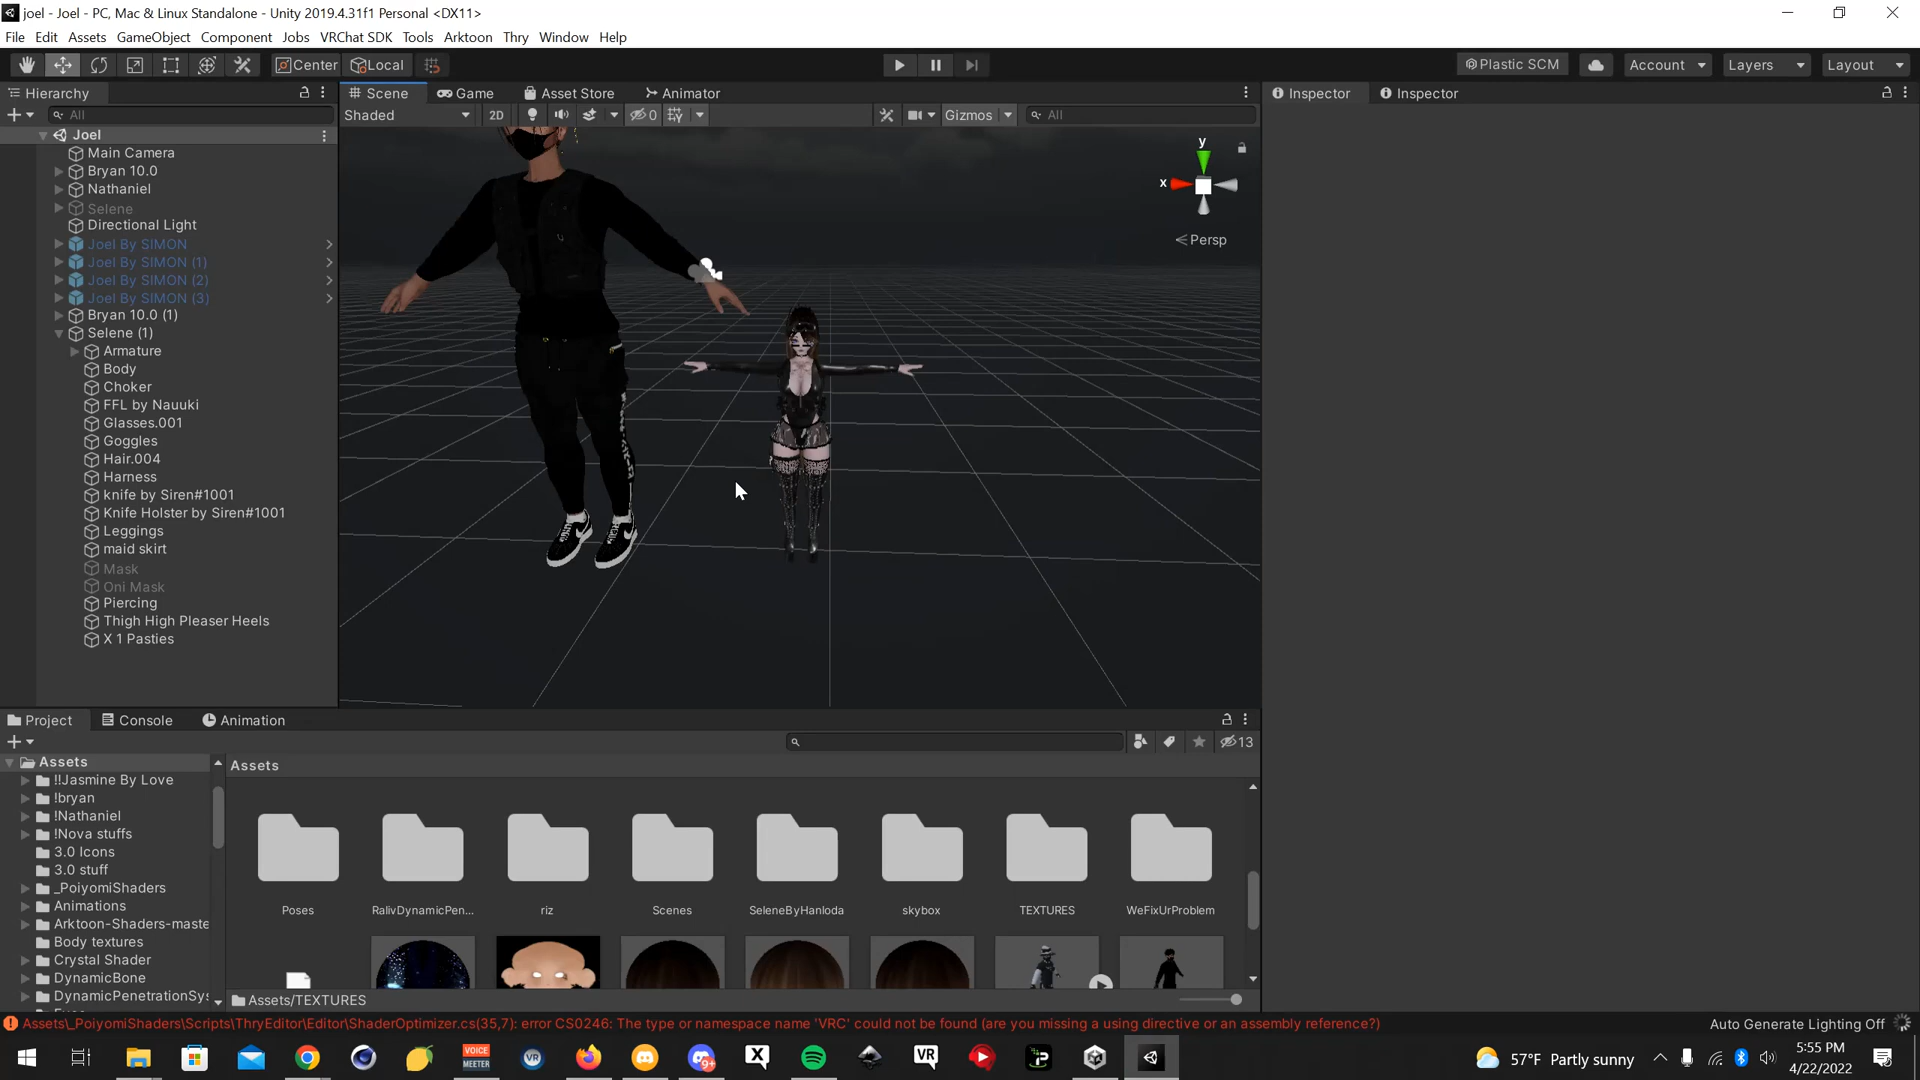 joel - Joel - PC, Mac & Linux Standalone - Unity 2019.4.31f1 Personal <DX11>
File Edit Assets GameObject Component Jobs VRChat SDK Tools Arktoon Thry Window Help
Center Local Plastic SCM Account Layers Layout
Hierarchy Scene Game Asset Store Animator Inspector Inspector
All Shaded 2D 0 Gizmos All
Joel
Main Camera
Bryan 10.0
Nathaniel
Selene
Directional Light
Joel By SIMON
Joel By SIMON (1)
Joel By SIMON (2)
Joel By SIMON (3)
Bryan 10.0 (1)
Selene (1)
Armature
Body
Choker
FFL by Nauuki
Glasses.001
Goggles
Hair.004
Harness
knife by Siren#1001
Knife Holster by Siren#1001
Leggings
maid skirt
Mask
Oni Mask
Piercing
Thigh High Pleaser Heels
X 1 Pasties
y
x
Persp
Project Console Animation
13
Assets
!!Jasmine By Love
!bryan
!Nathaniel
!Nova stuffs
3.0 Icons
3.0 stuff
_PoiyomiShaders
Animations
Arktoon-Shaders-maste
Body textures
Crystal Shader
DynamicBone
DynamicPenetrationSy
Assets
Poses RalivDynamicPen... riz Scenes SeleneByHanloda skybox TEXTURES WeFixUrProblem
Assets/TEXTURES
Assets\_PoiyomiShaders\Scripts\ThryEditor\Editor\ShaderOptimizer.cs(35,7): error CS0246: The type or namespace name 'VRC' could not be found (are you missing a using directive or an assembly reference?)
Auto Generate Lighting Off
VOICE MEETER VR 9+ X VR
57°F Partly sunny
5:55 PM
4/22/2022